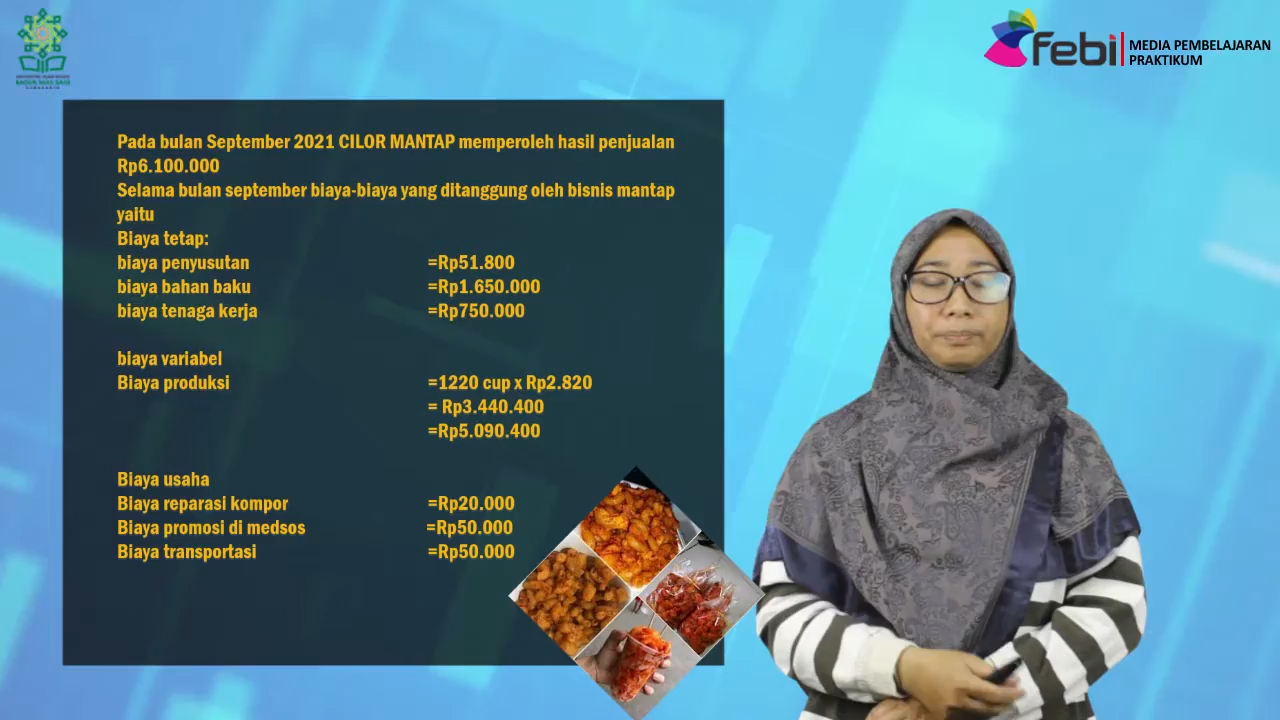 febi
MEDIA PEMBELAJARAN
PRAKTIKUM
Pada bulan September 2021 CILOR MANTAP memperoleh hasil penjualan
Rp6.100.000
Selama bulan september biaya-biaya yang ditanggung oleh bisnis mantap
yaitu
Biaya tetap:
biaya penyusutan =Rp51.800
biaya bahan baku =Rp1.650.000
biaya tenaga kerja =Rp750.000
biaya variabel
Biaya produksi =1220 cup x Rp2.820
= Rp3.440.400
=Rp5.090.400
Biaya usaha
Biaya reparasi kompor =Rp20.000
Biaya promosi di medsos =Rp50.000
Biaya transportasi =Rp50.000